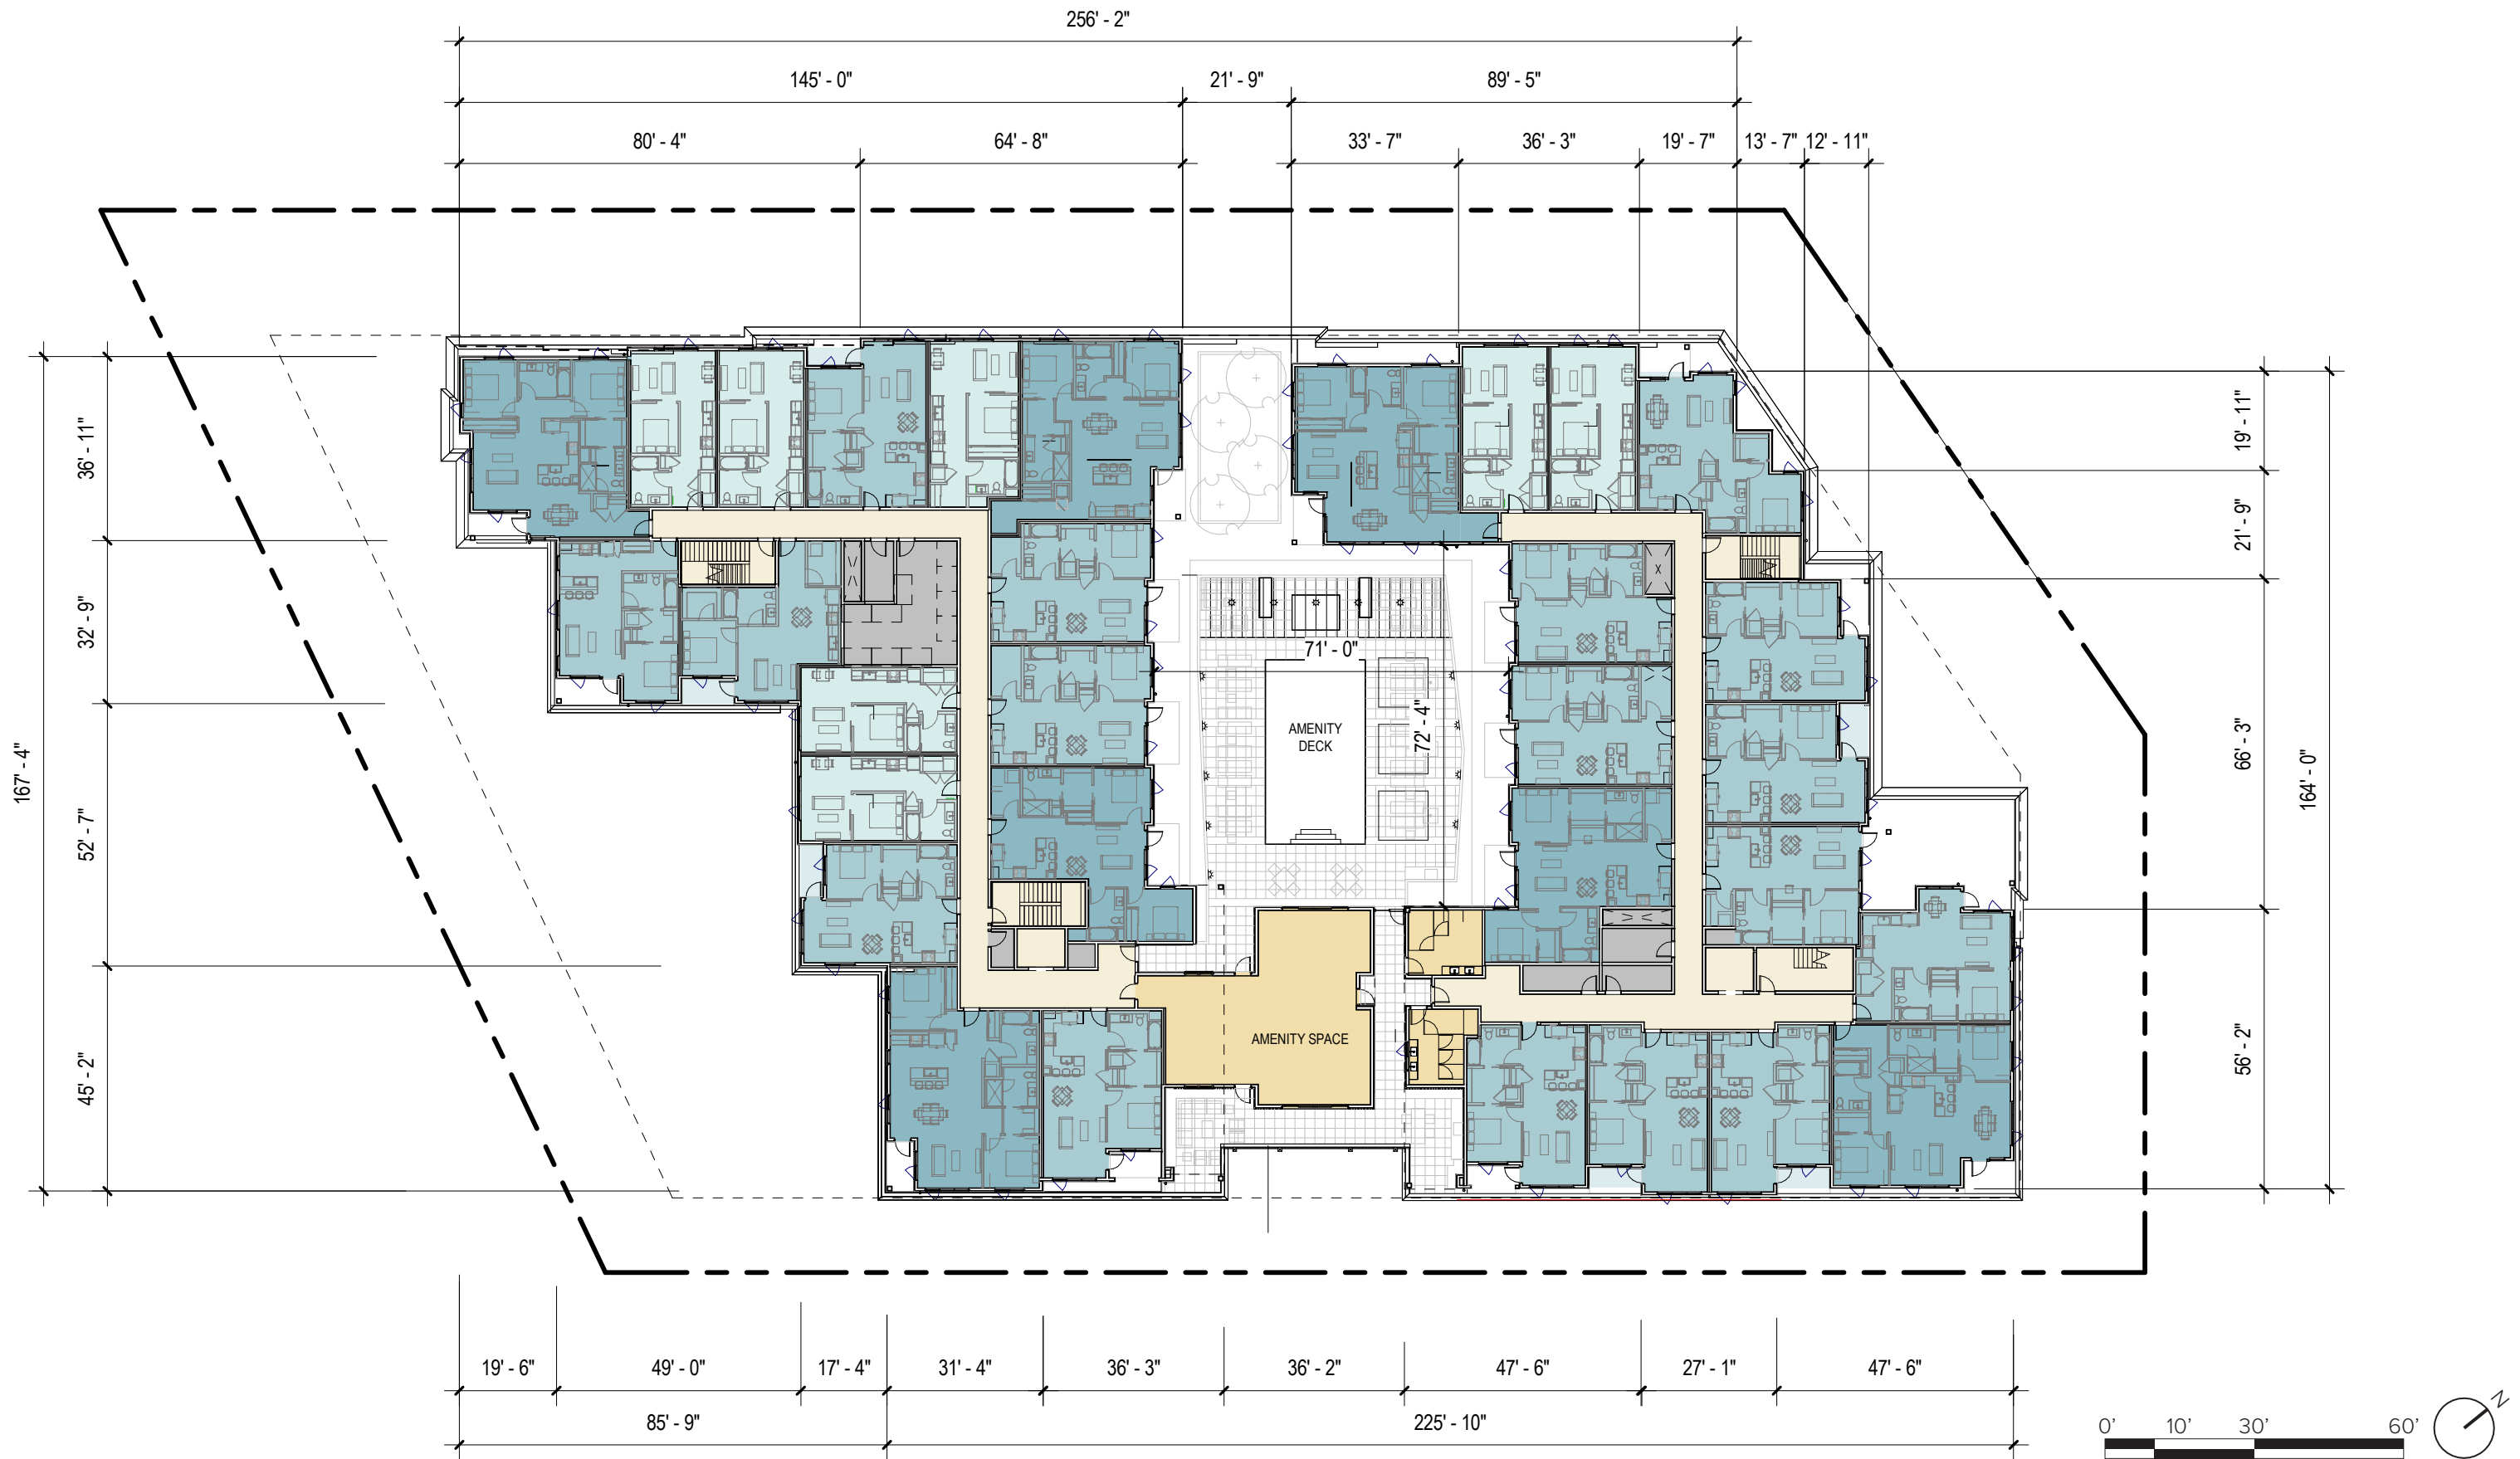 256' - 2"
145' - 0"
21' - 9"
89' - 5"
80' - 4"
64' - 8"
33' - 7"
36' - 3"
19' - 7"
13' - 7"
12' - 11"
167' - 4"
36' - 11"
32' - 9"
52' - 7"
45' - 2"
71' - 0"
72' - 4"
AMENITY
DECK
AMENITY SPACE
19' - 11"
21' - 9"
66' - 3"
56' - 2"
164' - 0"
19' - 6"
49' - 0"
17' - 4"
31' - 4"
36' - 3"
36' - 2"
47' - 6"
27' - 1"
47' - 6"
85' - 9"
225' - 10"
0'
10'
30'
60'
N